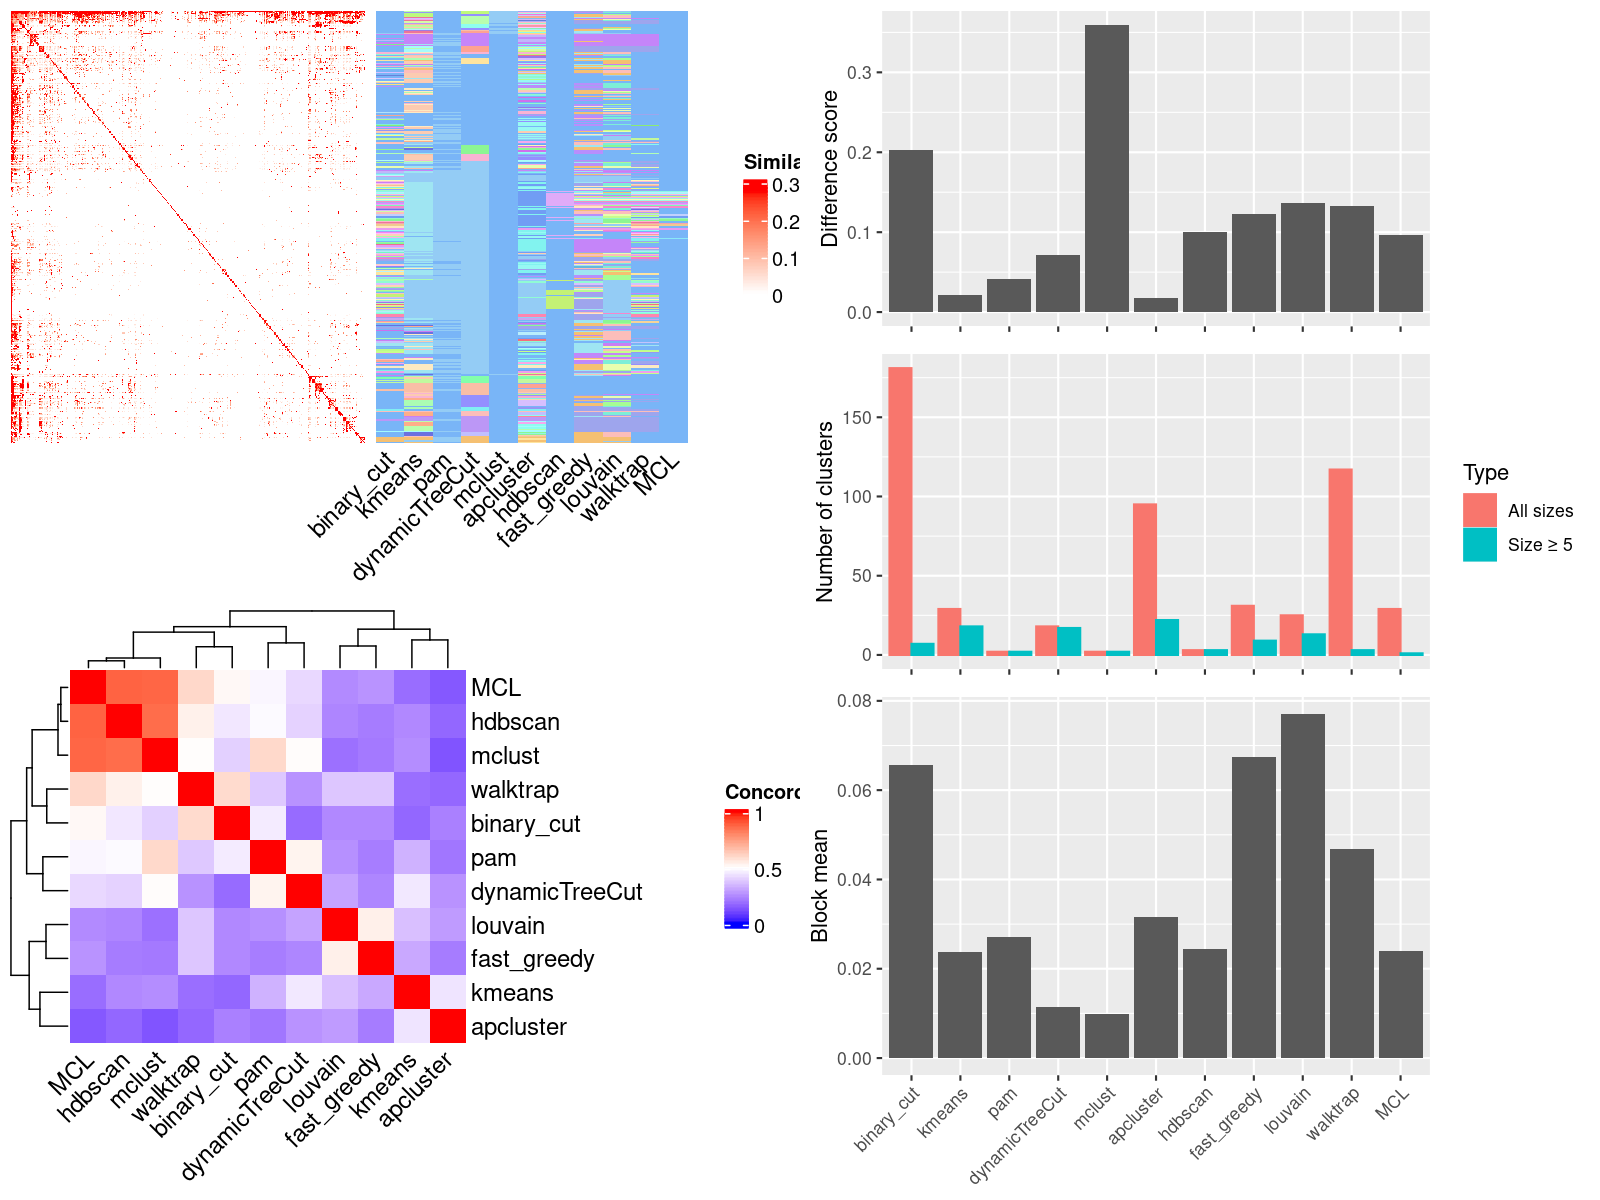 Simila
0.3
0.2
0.1
0
binary_cut
kmeans
pam
dynamicTreeCut
mclust
apcluster
hdbscan
fast_greedy
louvain
walktrap
MCL
MCL
hdbscan
mclust
walktrap
binary_cut
pam
dynamicTreeCut
louvain
fast_greedy
kmeans
apcluster
Concord
1
0.5
0
MCL
hdbscan
mclust
walktrap
binary_cut
pam
dynamicTreeCut
louvain
fast_greedy
kmeans
apcluster
Difference score
0.3
0.2
0.1
0.0
Number of clusters
150
100
50
0
Type
All sizes
Size ≥ 5
Block mean
0.08
0.06
0.04
0.02
0.00
binary_cut
kmeans
pam
dynamicTreeCut
mclust
apcluster
hdbscan
fast_greedy
louvain
walktrap
MCL